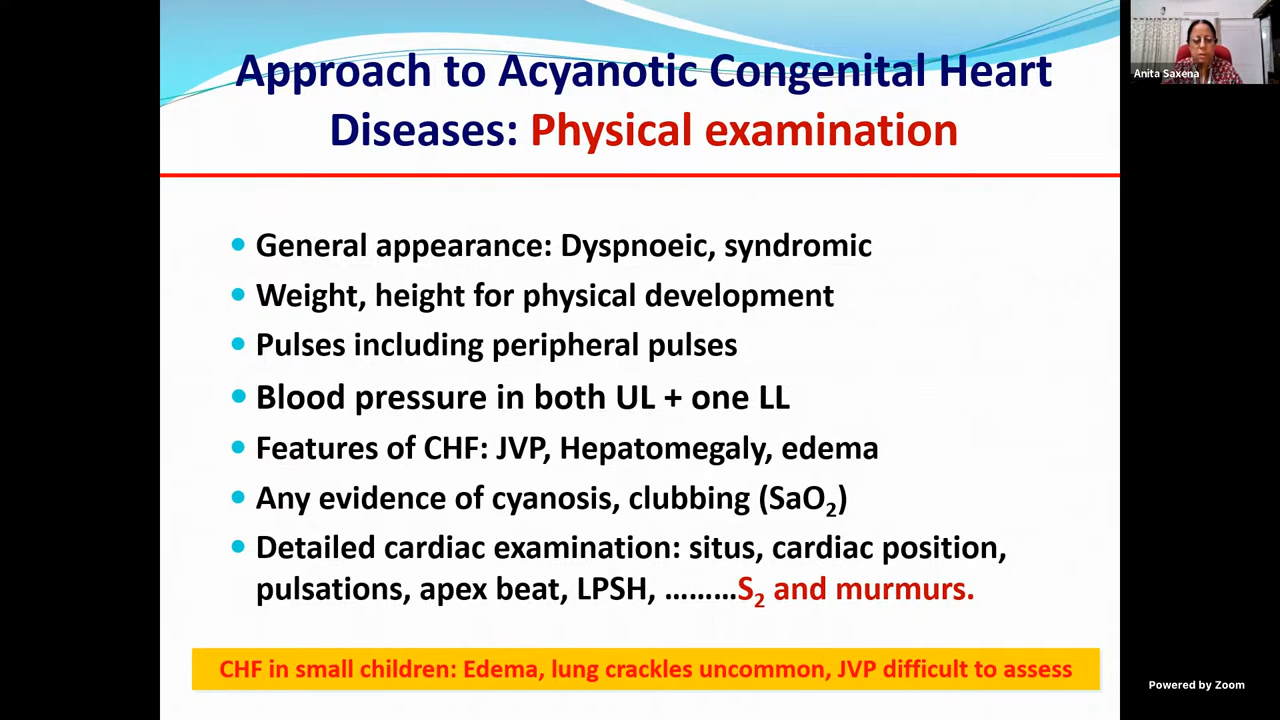 Approach to Acyanotic Congenital Heart
Diseases: Physical examination
Anita Saxena
• General appearance: Dyspnoeic, syndromic
• Weight, height for physical development
• Pulses including peripheral pulses
• Blood pressure in both UL + one LL
• Features of CHF: JVP, Hepatomegaly, edema
• Any evidence of cyanosis, clubbing (SaO₂)
• Detailed cardiac examination: situs, cardiac position,
pulsations, apex beat, LPSH, ………S₂ and murmurs.
CHF in small children: Edema, lung crackles uncommon, JVP difficult to assess
Powered by Zoom